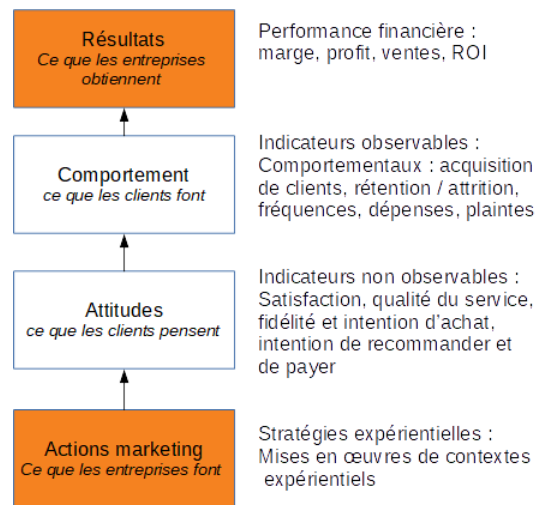 Résultats
Ce que les entreprises
obtiennent
Performance financière :
marge, profit, ventes, ROI
Comportement
ce que les clients font
Indicateurs observables :
Comportementaux : acquisition
de clients, rétention / attrition,
fréquences, dépenses, plaintes
Attitudes
ce que les clients pensent
Indicateurs non observables :
Satisfaction, qualité du service,
fidélité et intention d'achat,
intention de recommander et
de payer
Actions marketing
Ce que les entreprises font
Stratégies expérientielles :
Mises en œuvres de contextes
expérientiels